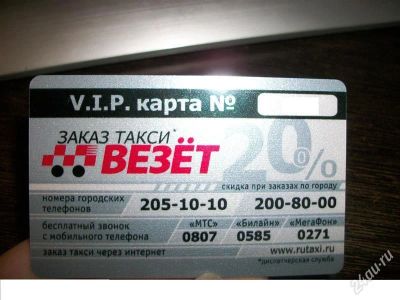 V.I.P. карта №
ЗАКАЗ ТАКСИ*
ВЕЗЁТ
20%
скидка при заказах по городу
номера городских телефонов 205-10-10 200-80-00
бесплатный звонок с мобильного телефона «МТС» 0807 «Билайн» 0585 «МегаФон» 0271
заказ такси через интернет www.rutaxi.ru
*диспетчерская служба
24au.ru